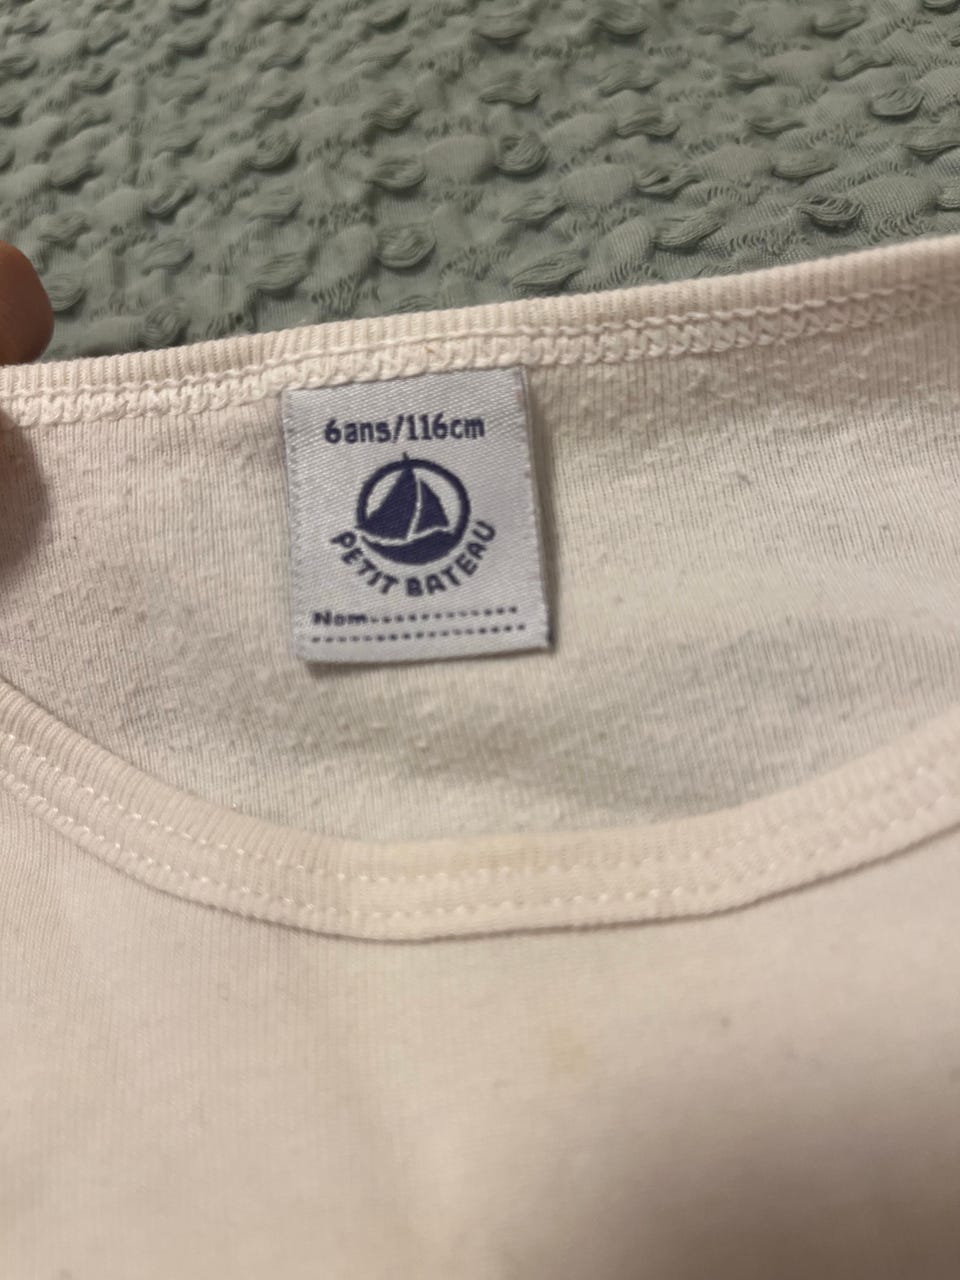 6ans/116cm
PETIT BATEAU
Nom